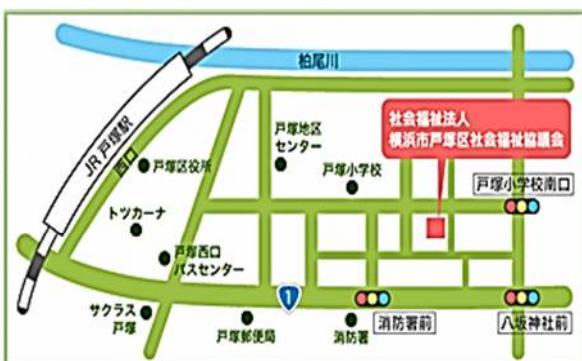 柏尾川
JR戸塚駅
西口
戸塚区役所
戸塚地区
センター
戸塚小学校
社会福祉法人
横浜市戸塚区社会福祉協議会
戸塚小学校南口
トツカーナ
戸塚西口
バスセンター
サクラス
戸塚
戸塚郵便局
1
消防署
消防署前
八坂神社前